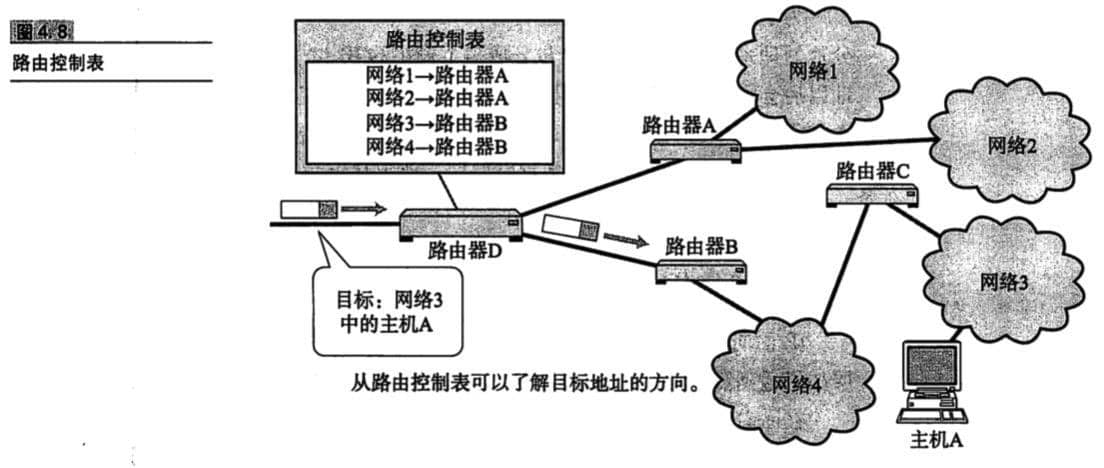 图4.8
路由控制表
路由控制表
网络1→路由器A
网络2→路由器A
网络3→路由器B
网络4→路由器B
网络1
路由器A
网络2
路由器C
路由器D
路由器B
网络3
目标：网络3
中的主机A
从路由控制表可以了解目标地址的方向。
网络4
主机A